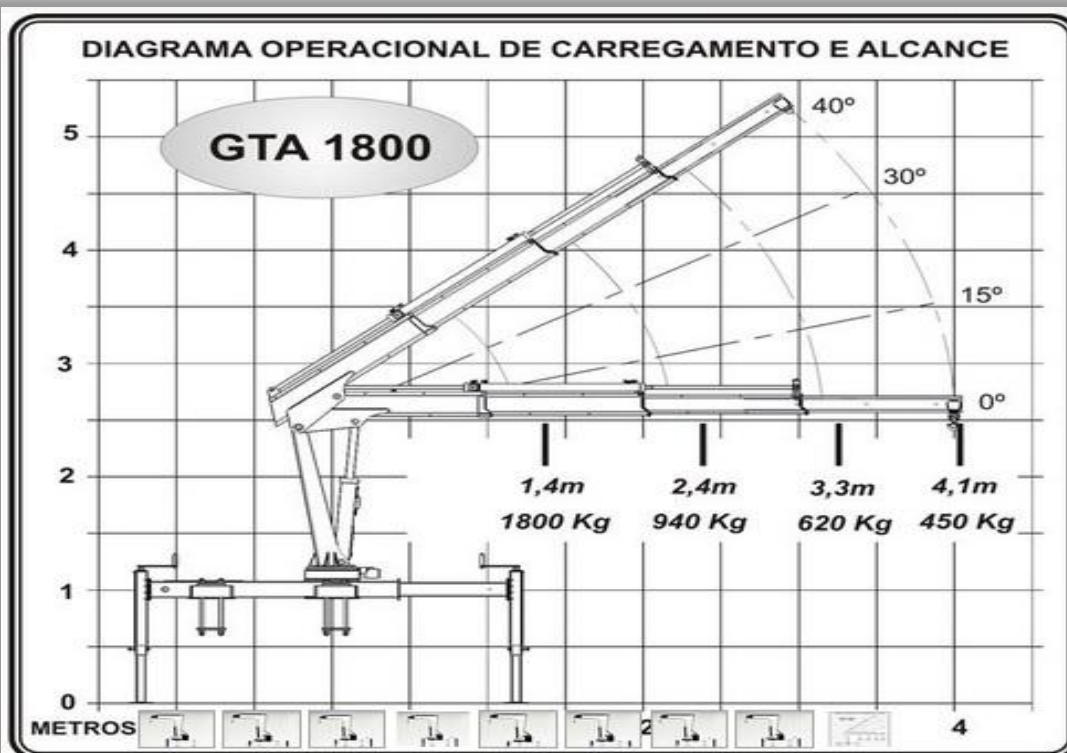 DIAGRAMA OPERACIONAL DE CARREGAMENTO E ALCANCE
GTA 1800
40º
5
30º
4
15º
3
0º
2
1,4m 2,4m 3,3m 4,1m
1800 Kg 940 Kg 620 Kg 450 Kg
1
0
METROS 2 4